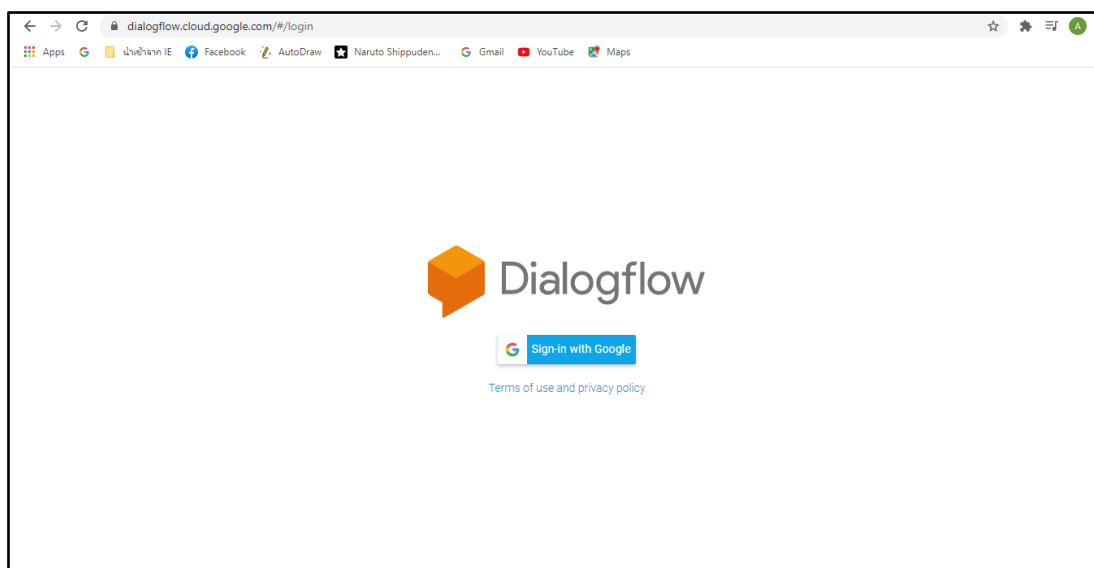 dialogflow.cloud.google.com/#/login
A
Apps G นำเข้าจาก IE Facebook AutoDraw Naruto Shippuden... G Gmail YouTube Maps
Dialogflow
G Sign-in with Google
Terms of use and privacy policy